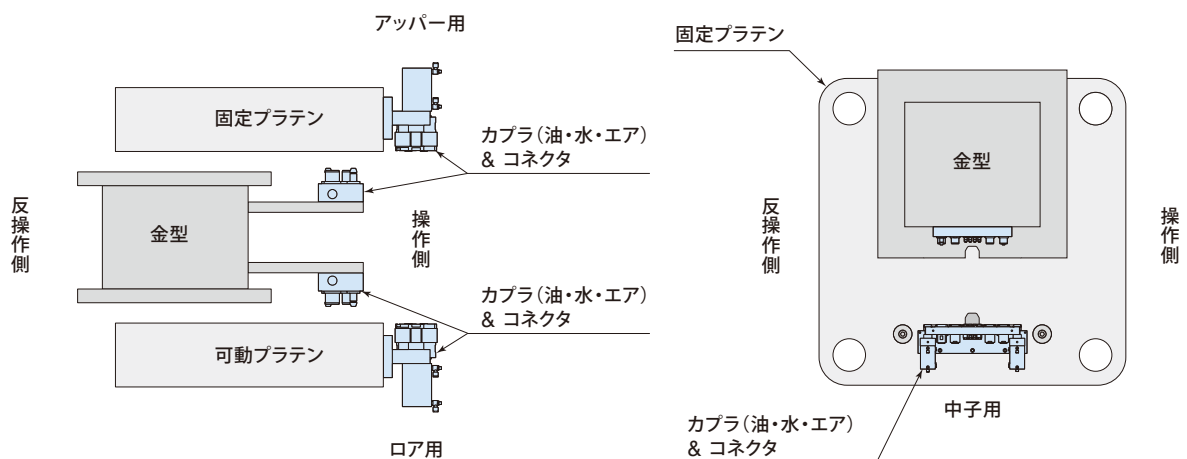 アッパー用
固定プラテン
カプラ(油・水・エア)
& コネクタ
反操作側
金型
操作側
カプラ(油・水・エア)
& コネクタ
可動プラテン
ロア用
固定プラテン
金型
反操作側
操作側
中子用
カプラ(油・水・エア)
& コネクタ